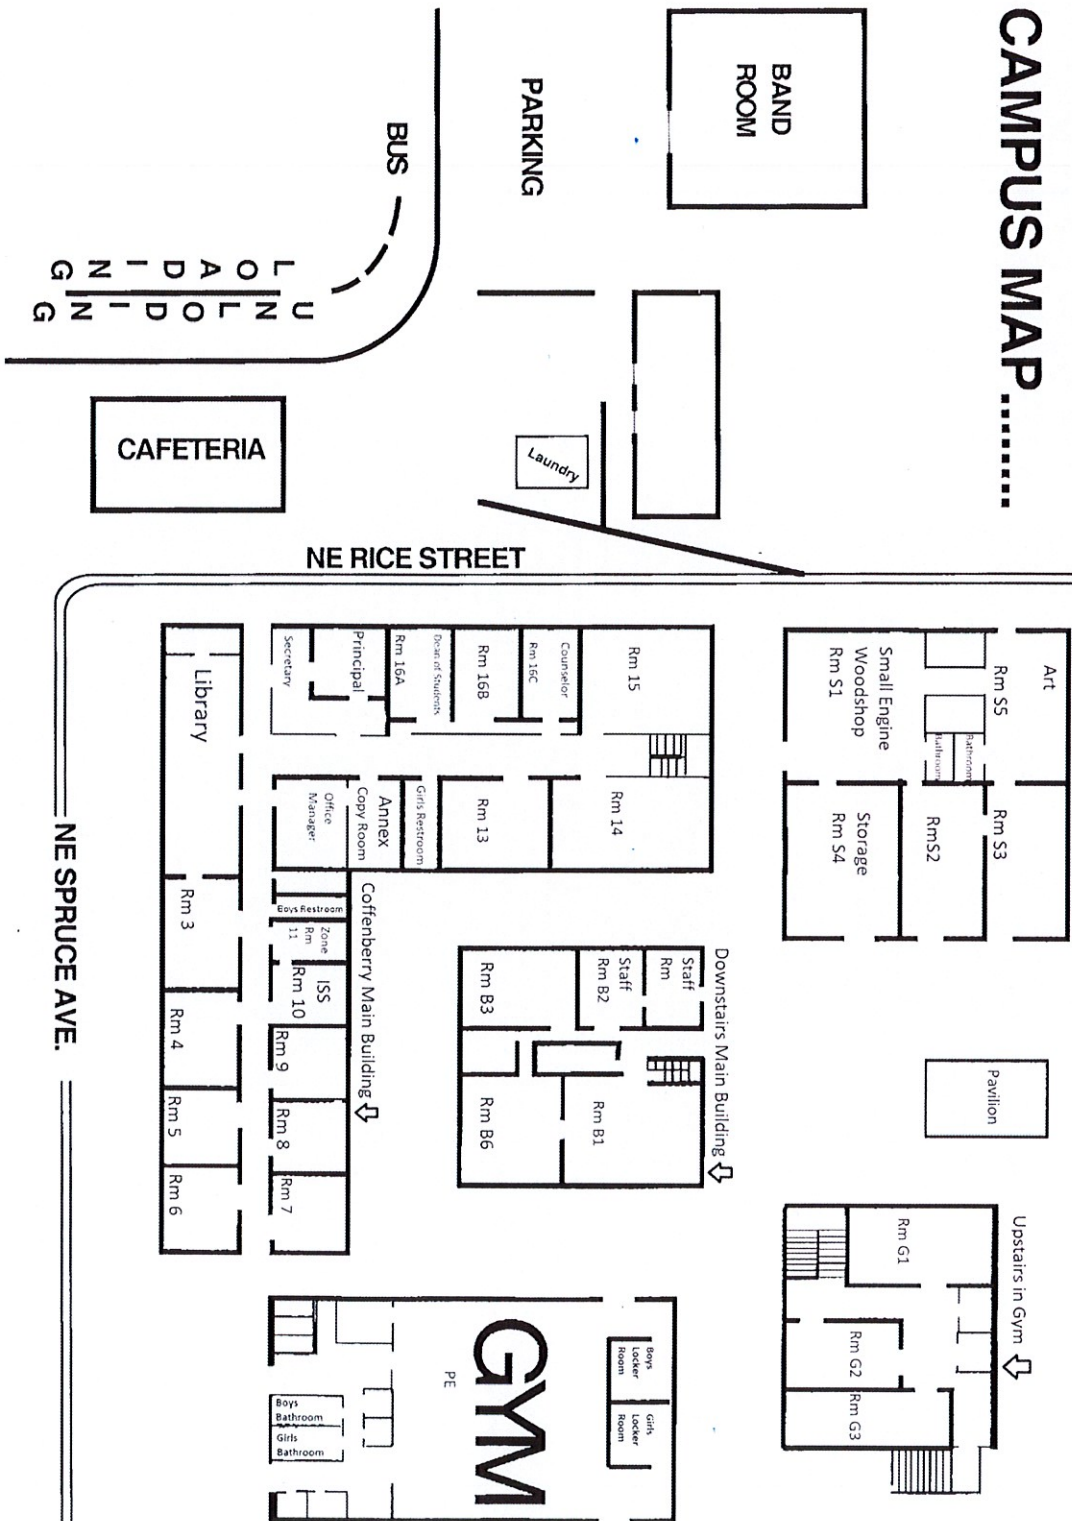 CAMPUS MAP........
BAND
ROOM
PARKING
BUS
LOADING
UNLODING
CAFETERIA
Laundry
NE RICE STREET
NE SPRUCE AVE.
Art
Rm S5
Bathroom
Bathroom
Small Engine
Woodshop
Rm S1
Rm S3
RmS2
Storage
Rm S4
Pavilion
Upstairs in Gym
Rm G1
Rm G2
Rm G3
Rm 15
Counselor
Rm 16C
Rm 16B
Dean of Students
Rm 16A
Principal
Secretary
Rm 14
Rm 13
Girls Restroom
Annex
Copy Room
Office
Manager
Downstairs Main Building
Staff
Rm
Staff
Rm B2
Rm B3
Rm B1
Rm B6
Coffenberry Main Building
Boys Restroom
Zone
Rm
11
ISS
Rm 10
Rm 9
Rm 8
Rm 7
Library
Rm 3
Rm 4
Rm 5
Rm 6
GYM
PE
Boys
Locker
Room
Girls
Locker
Room
Boys
Bathroom
Girls
Bathroom